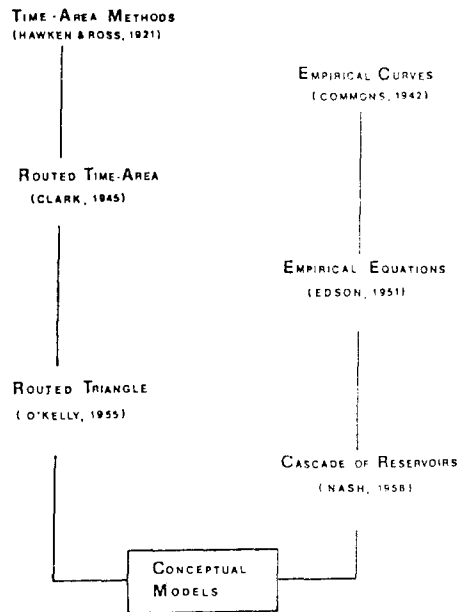 TIME-AREA METHODS
(HAWKEN & ROSS, 1921)
EMPIRICAL CURVES
(COMMONS, 1942)
ROUTED TIME-AREA
(CLARK, 1945)
EMPIRICAL EQUATIONS
(EDSON, 1951)
ROUTED TRIANGLE
(O'KELLY, 1955)
CASCADE OF RESERVOIRS
(NASH, 1958)
CONCEPTUAL
MODELS